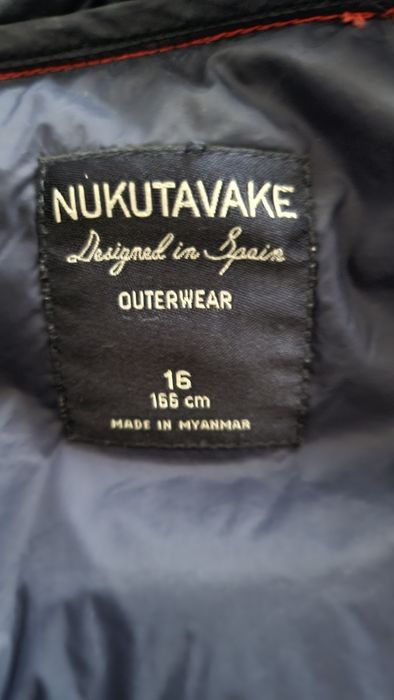 NUKUTAVAKE
Designed in Spain
OUTERWEAR
16
166 cm
MADE IN MYANMAR